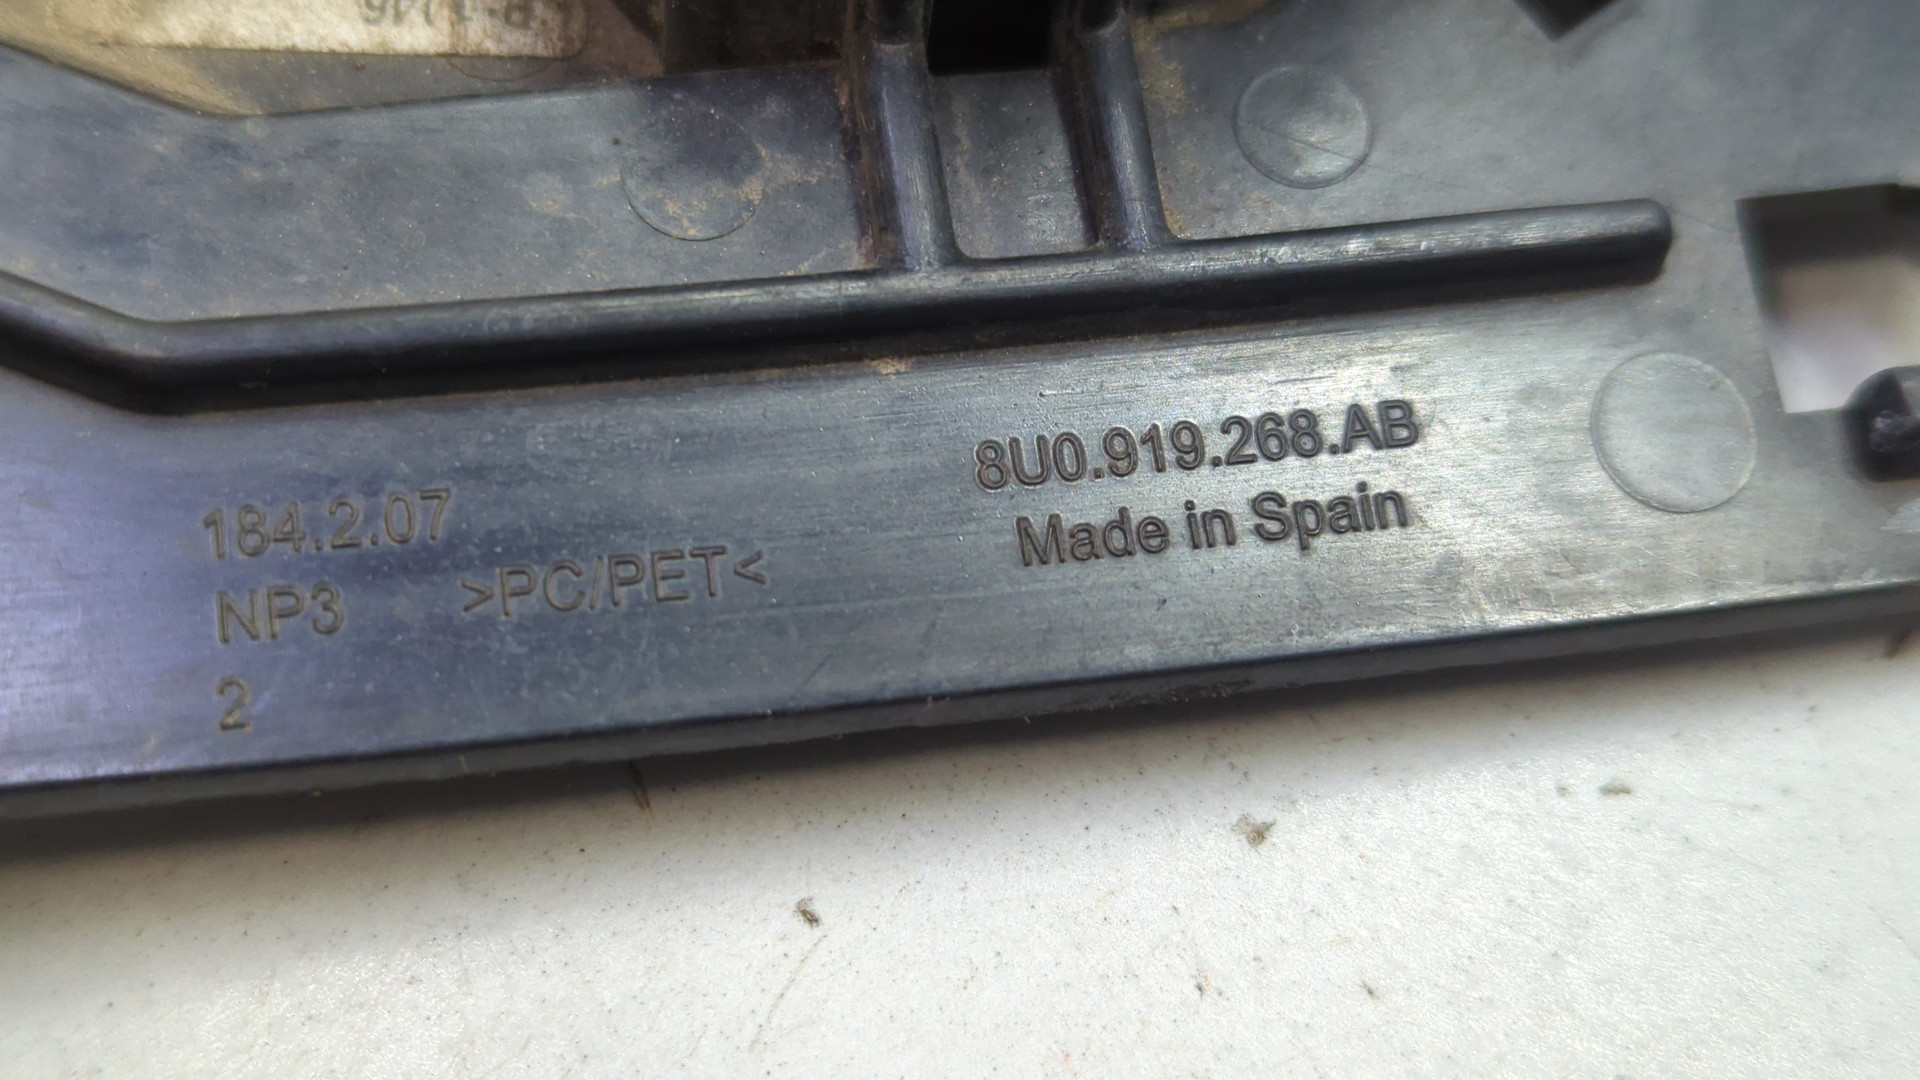 8U0.919.268.AB
Made in Spain
184.2.07
NP3 >PC/PET<
2